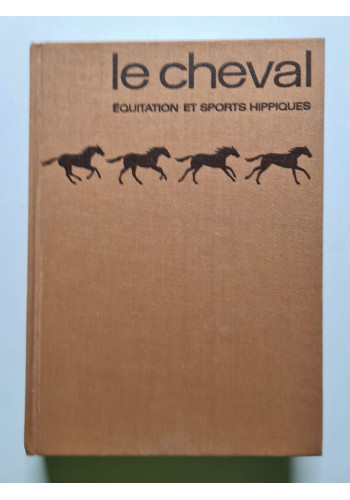 le cheval
ÉQUITATION ET SPORTS HIPPIQUES